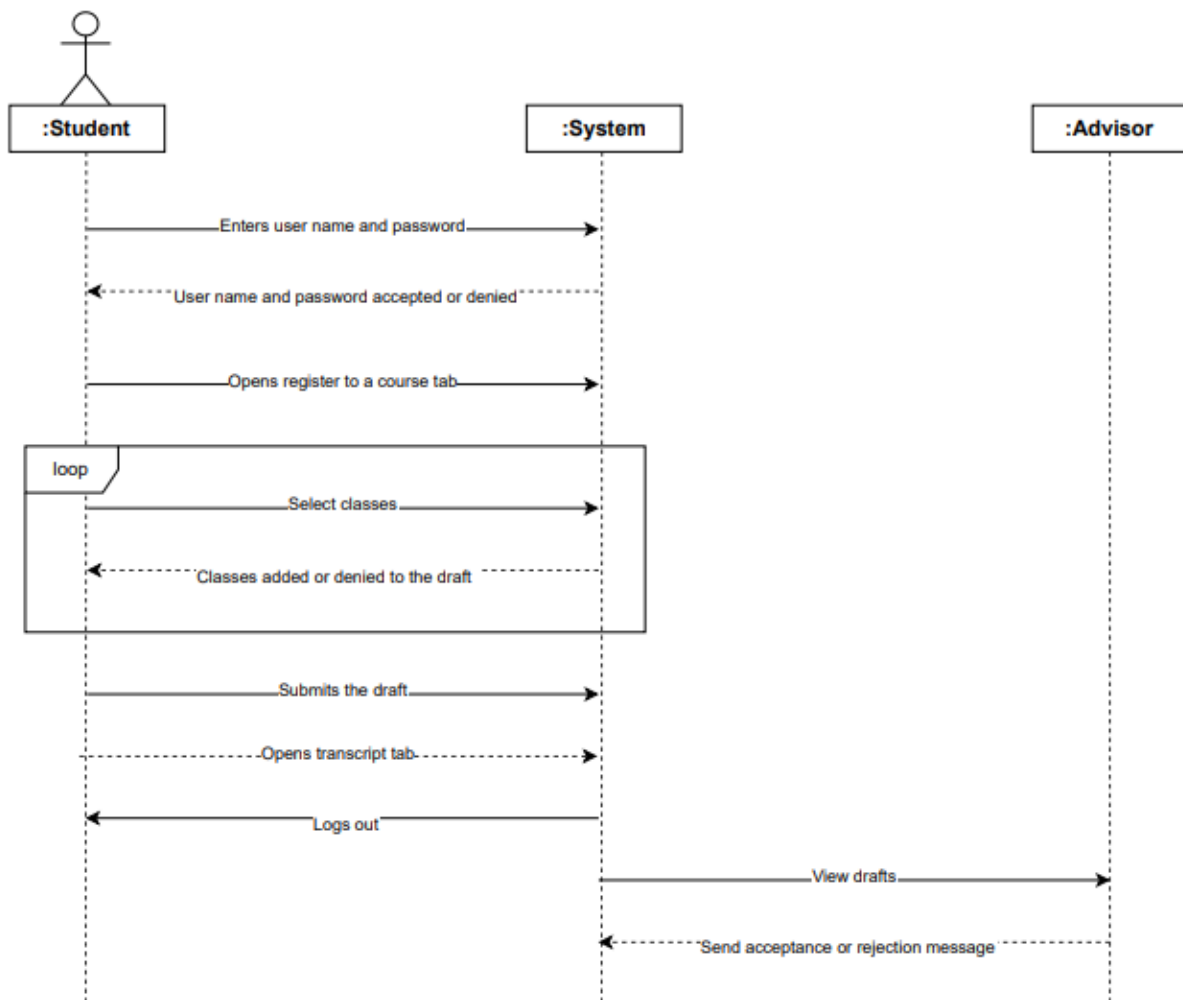 :Student
:System
:Advisor
Enters user name and password
User name and password accepted or denied
Opens register to a course tab
loop
Select classes
Classes added or denied to the draft
Submits the draft
Opens transcript tab
Logs out
View drafts
Send acceptance or rejection message